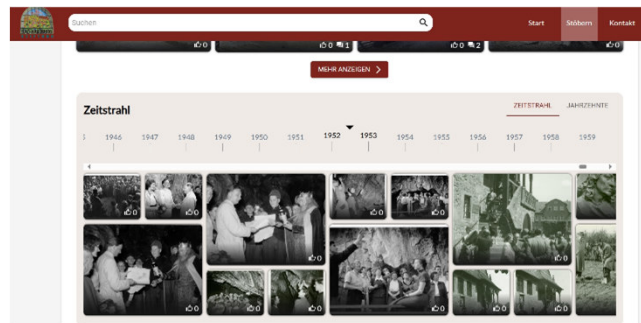 Suchen
Start
Stöbern
Kontakt
0
0 1
0 2
0
MEHR ANZEIGEN
Zeitstrahl
ZEITSTRAHL
JAHRZEHNTE
1946 1947 1948 1949 1950 1951 1952 1953 1954 1955 1956 1957 1958 1959
0 0 0 0 0
0
0 0 0 0 0 0